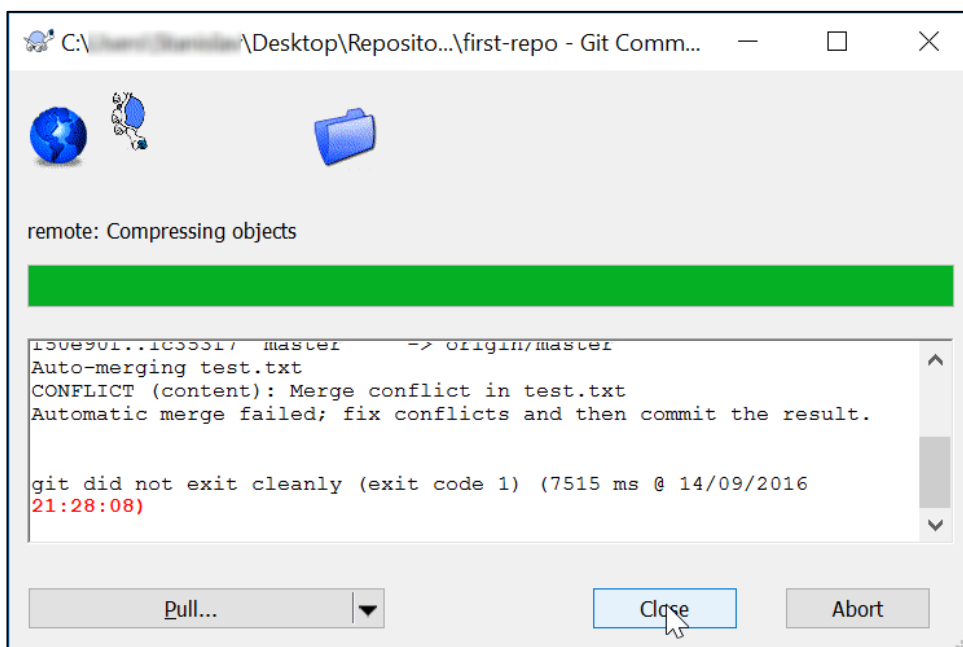 C:\ \Desktop\Reposito...\first-repo - Git Comm...
remote: Compressing objects
master -> origin/master
Auto-merging test.txt
CONFLICT (content): Merge conflict in test.txt
Automatic merge failed; fix conflicts and then commit the result.
git did not exit cleanly (exit code 1) (7515 ms @ 14/09/2016
21:28:08)
Pull...
Close
Abort